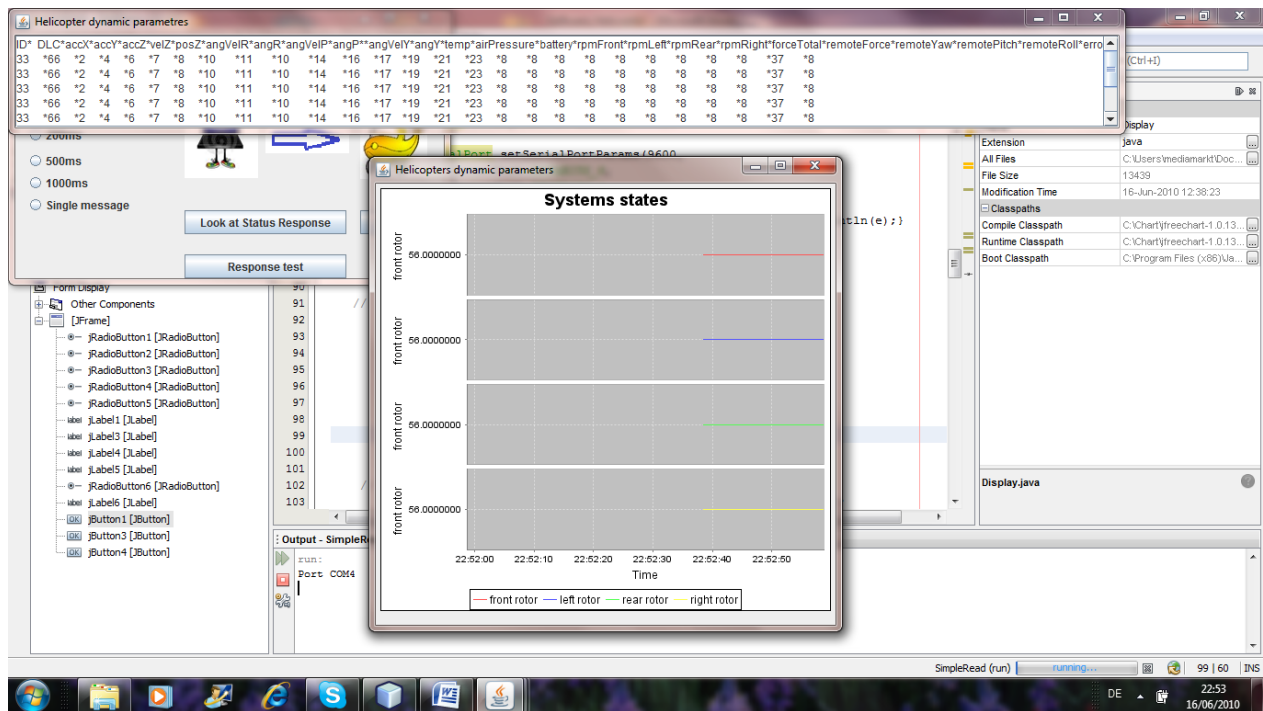 Helicopter dynamic parametres
ID* DLC*accX*accY*accZ*velZ*posZ*angVelR*angR*angVelP*angP**angVelY*angY*temp*airPressure*battery*rpmFront*rpmLeft*rpmRear*rpmRight*forceTotal*remoteForce*remoteYaw*remotePitch*remoteRoll*erro
33 *66 *2 *4 *6 *7 *8 *10 *11 *10 *14 *16 *17 *19 *21 *23 *8 *8 *8 *8 *8 *8 *8 *37 *8
33 *66 *2 *4 *6 *7 *8 *10 *11 *10 *14 *16 *17 *19 *21 *23 *8 *8 *8 *8 *8 *8 *8 *37 *8
33 *66 *2 *4 *6 *7 *8 *10 *11 *10 *14 *16 *17 *19 *21 *23 *8 *8 *8 *8 *8 *8 *8 *37 *8
33 *66 *2 *4 *6 *7 *8 *10 *11 *10 *14 *16 *17 *19 *21 *23 *8 *8 *8 *8 *8 *8 *8 *37 *8
33 *66 *2 *4 *6 *7 *8 *10 *11 *10 *14 *16 *17 *19 *21 *23 *8 *8 *8 *8 *8 *8 *8 *37 *8
(Ctrl+I)
200ms
500ms
1000ms
Single message
Look at Status Response
Response test
alPort.setSerialPortParams(9600,
tln(e);}
Display
Extension java
All Files C:\Users\mediamarkt\Doc...
File Size 13439
Modification Time 16-Jun-2010 12:38:23
Classpaths
Compile Classpath C:\Chart\jfreechart-1.0.13...
Runtime Classpath C:\Chart\jfreechart-1.0.13...
Boot Classpath C:\Program Files (x86)\Ja...
Display.java
Form Display
Other Components
[JFrame]
jRadioButton1 [JRadioButton]
jRadioButton2 [JRadioButton]
jRadioButton3 [JRadioButton]
jRadioButton4 [JRadioButton]
jRadioButton5 [JRadioButton]
label jLabel1 [JLabel]
label jLabel3 [JLabel]
label jLabel4 [JLabel]
label jLabel5 [JLabel]
jRadioButton6 [JRadioButton]
label jLabel6 [JLabel]
OK jButton1 [JButton]
OK jButton3 [JButton]
OK jButton4 [JButton]
90
91 //
92
93
94
95
96
97
98
99
100
101
102 /
103
Helicopters dynamic parameters
Systems states
front rotor
56.0000000
front rotor
56.0000000
front rotor
56.0000000
front rotor
56.0000000
22:52:00 22:52:10 22:52:20 22:52:30 22:52:40 22:52:50
Time
front rotor left rotor rear rotor right rotor
Output - SimpleRe
run:
Port COM4
SimpleRead (run) running... 99 | 60 INS
DE
22:53
16/06/2010